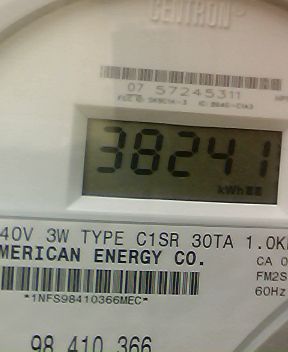 CENTRON®
07 57245311
38241
kWh
40V 3W TYPE C1SR 30TA 1.0K
MERICAN ENERGY CO.
CA 0
FM2S
*1NFS98410366MEC*
60Hz
98 410 366